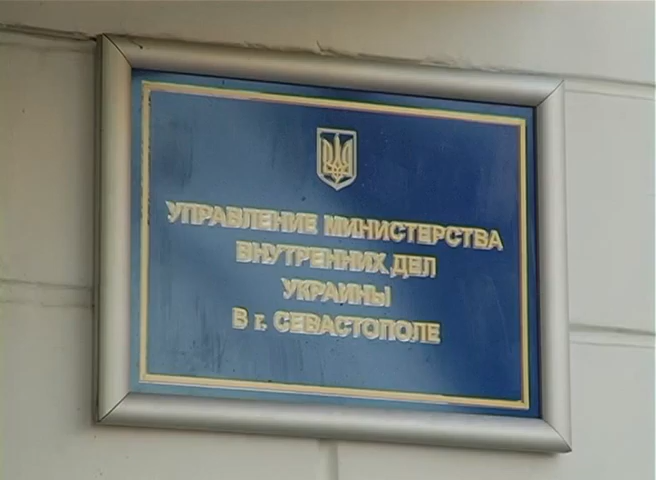 УПРАВЛЕНИЕ МИНИСТЕРСТВА
ВНУТРЕННИХ ДЕЛ
УКРАИНЫ
В г. СЕВАСТОПОЛЕ